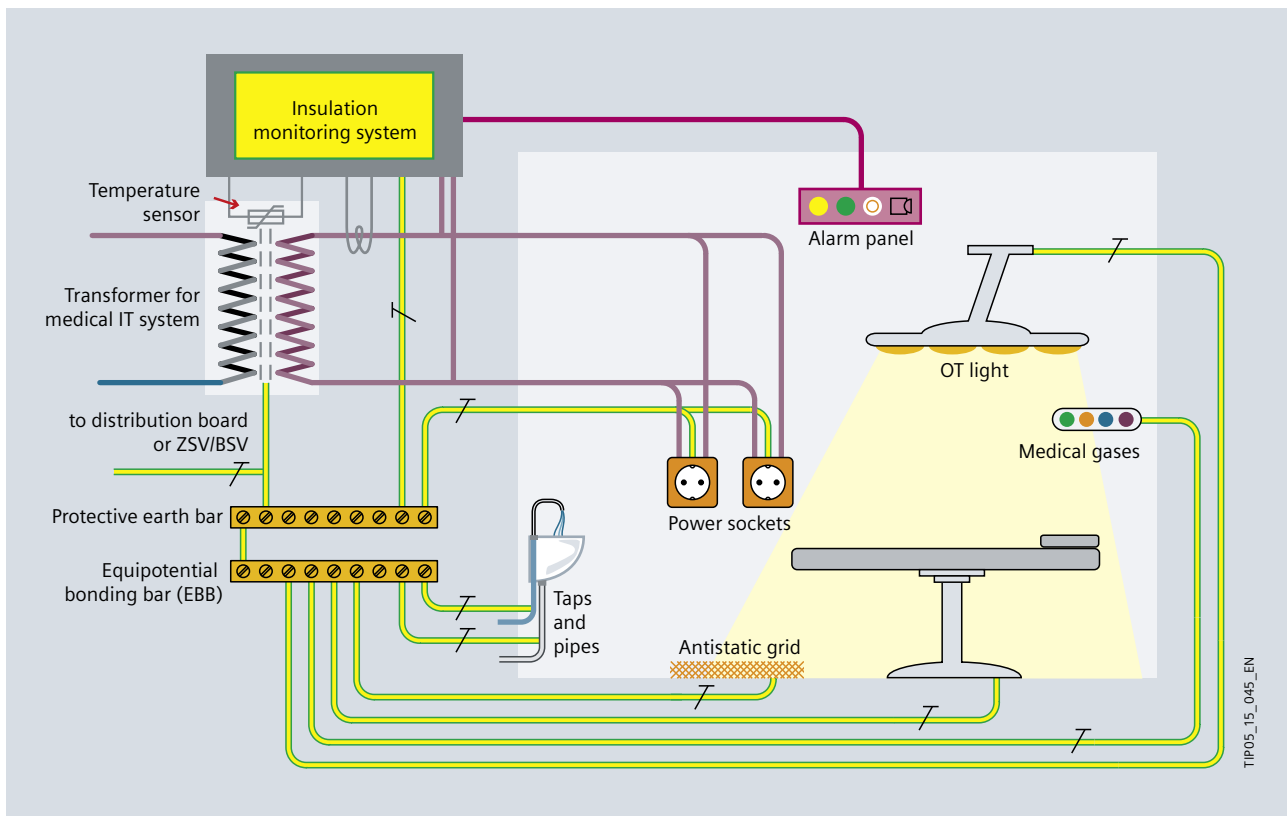 Insulation
monitoring system
Temperature
sensor
Alarm panel
Transformer for
medical IT system
OT light
to distribution board
or ZSV/BSV
Medical gases
Protective earth bar
Power sockets
Equipotential
bonding bar (EBB)
Taps
and
pipes
Antistatic grid
TIP05_15_045_EN